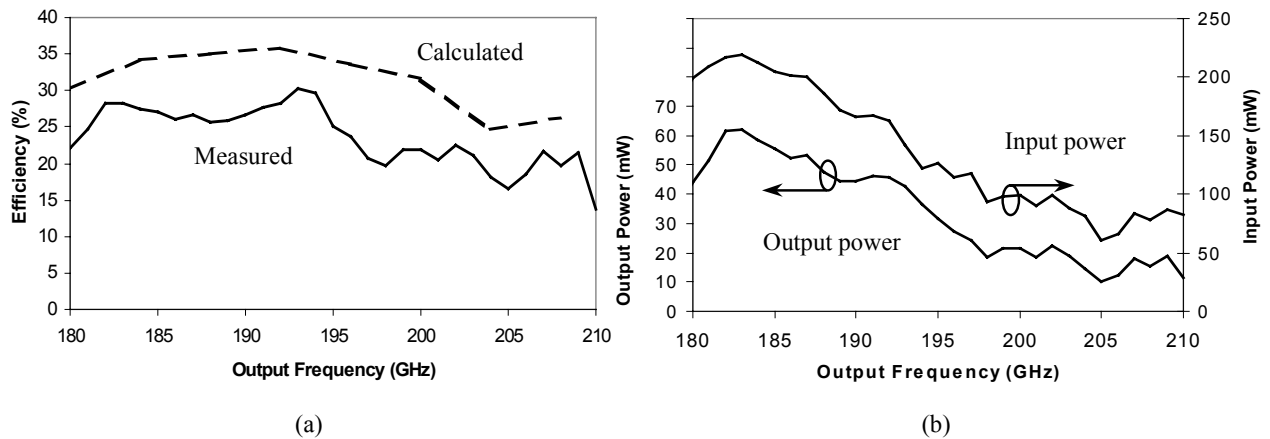 40
35
30
25
20
15
10
5
0
Efficiency (%)
Calculated
Measured
180 185 190 195 200 205 210
Output Frequency (GHz)
(a)
70
60
50
40
30
20
10
0
Output Power (mW)
Input power
Output power
250
200
150
100
50
0
Input Power (mW)
180 185 190 195 200 205 210
Output Frequency (GHz)
(b)